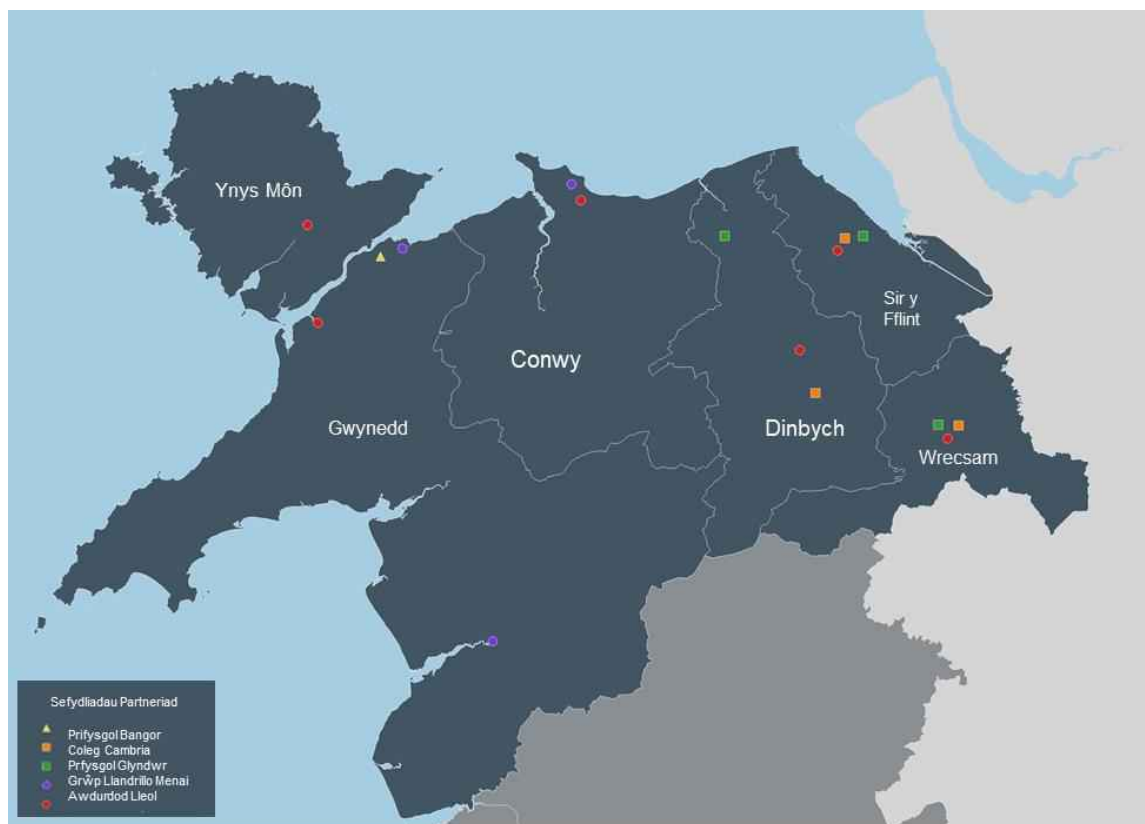 Ynys Môn
Conwy
Gwynedd
Dinbych
Sir y
Fflint
Wrecsam
Sefydliadau Partneriad
Prifysgol Bangor
Coleg Cambria
Prfysgol Glyndwr
Grŵp Llandrillo Menai
Awdurdod Lleol